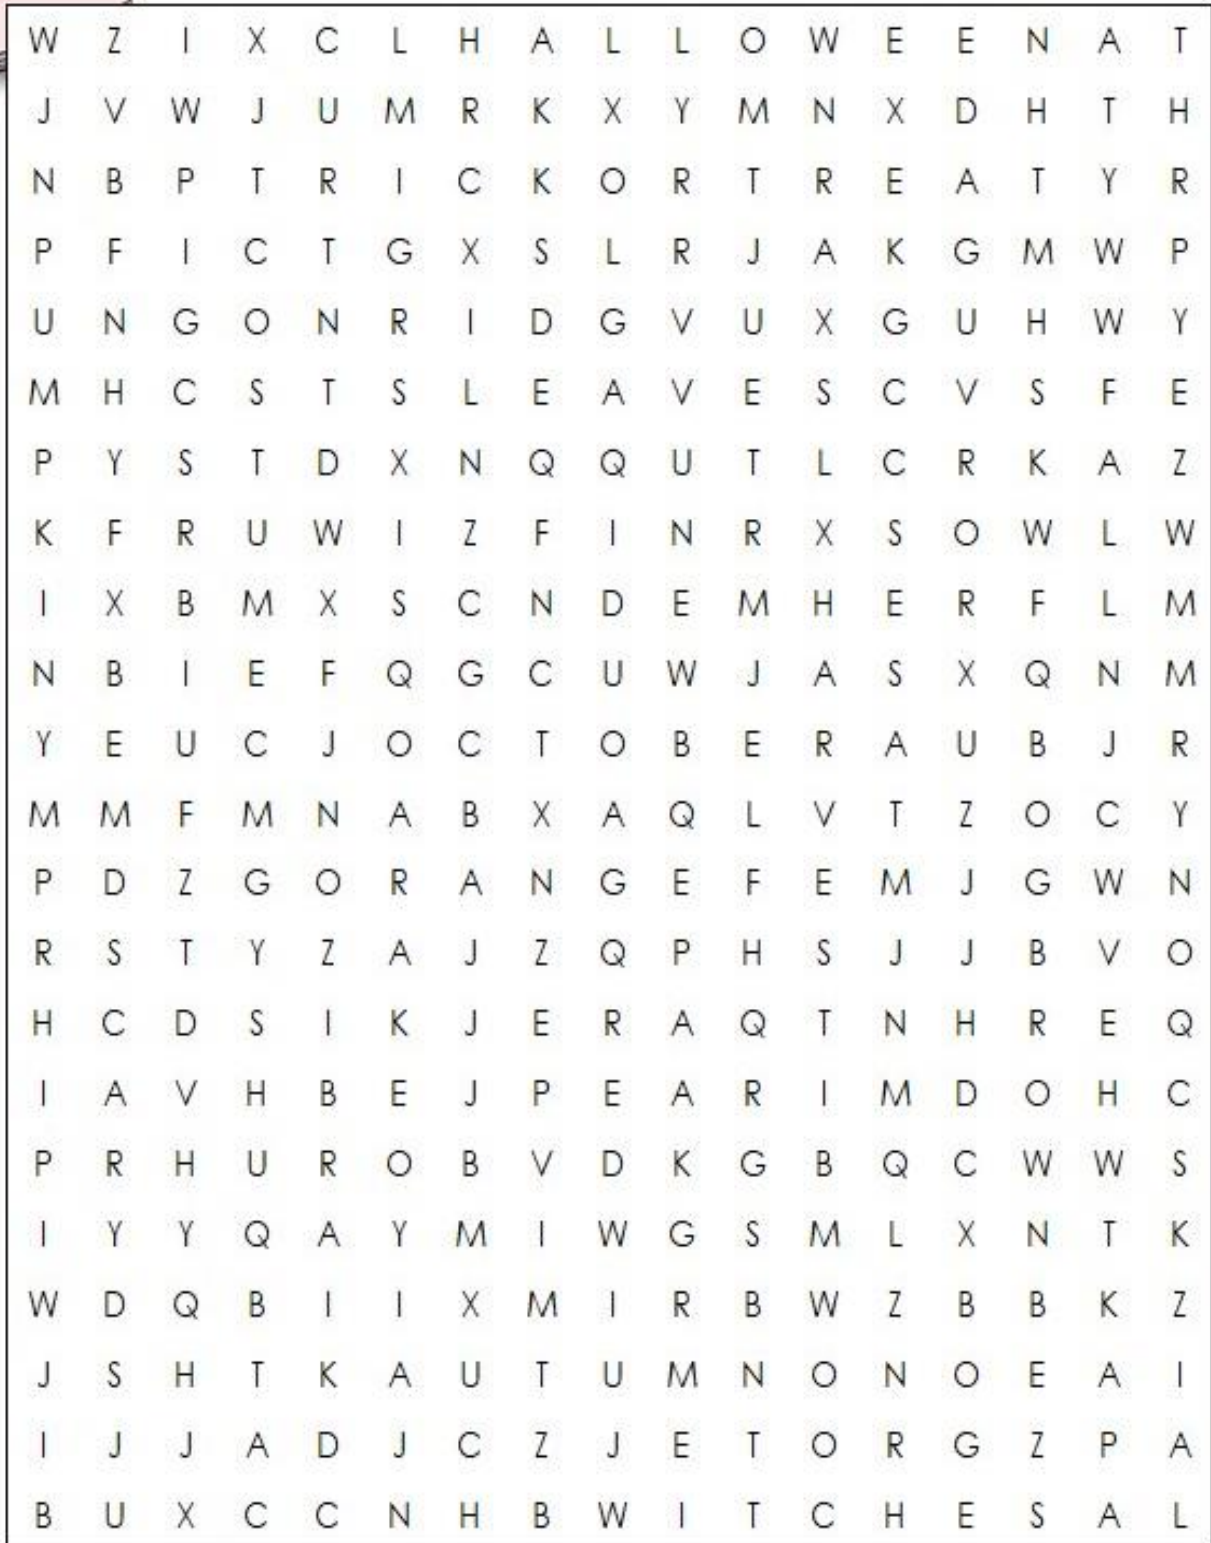 W Z I X C L H A L L O W E E N A T
J V W J U M R K X Y M N X D H T H
N B P T R I C K O R T R E A T Y R
P F I C T G X S L R J A K G M W P
U N G O N R I D G V U X G U H W Y
M H C S T S L E A V E S C V S F E
P Y S T D X N Q Q U T L C R K A Z
K F R U W I Z F I N R X S O W L W
I X B M X S C N D E M H E R F L M
N B I E F Q G C U W J A S X Q N M
Y E U C J O C T O B E R A U B J R
M M F M N A B X A Q L V T Z O C Y
P D Z G O R A N G E F E M J G W N
R S T Y Z A J Z Q P H S J J B V O
H C D S I K J E R A Q T N H R E Q
I A V H B E J P E A R I M D O H C
P R H U R O B V D K G B Q C W W S
I Y Y Q A Y M I W G S M L X N T K
W D Q B I I X M I R B W Z B B K Z
J S H T K A U T U M N O N O E A I
I J J A D J C Z J E T O R G Z P A
B U X C C N H B W I T C H E S A L